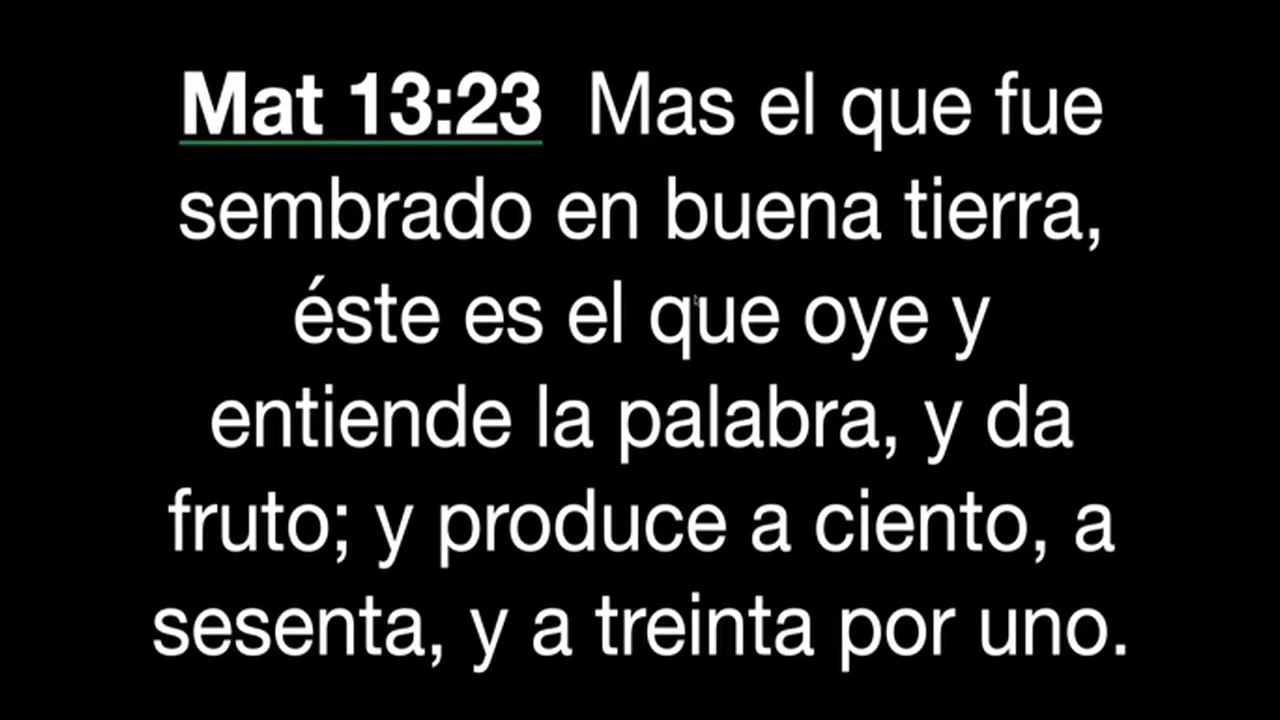 Mat 13:23  Mas el que fue
sembrado en buena tierra,
éste es el que oye y
entiende la palabra, y da
fruto; y produce a ciento, a
sesenta, y a treinta por uno.